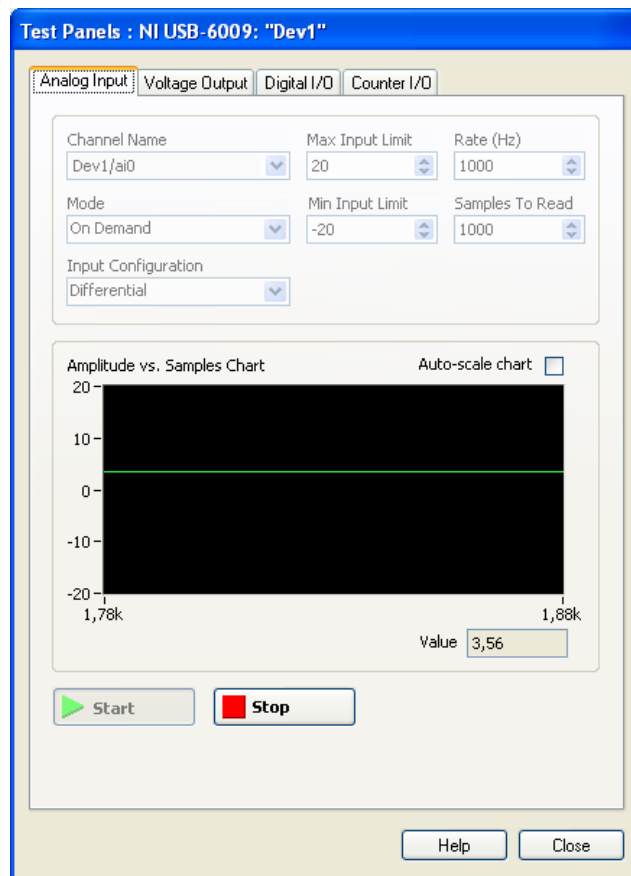 Test Panels : NI USB-6009: "Dev1"
Analog Input Voltage Output Digital I/O Counter I/O
Channel Name Max Input Limit Rate (Hz)
Dev1/ai0 20 1000
Mode Min Input Limit Samples To Read
On Demand -20 1000
Input Configuration
Differential
Amplitude vs. Samples Chart Auto-scale chart
20
10
0
-10
-20
1,78k 1,88k
Value 3,56
Start Stop
Help Close